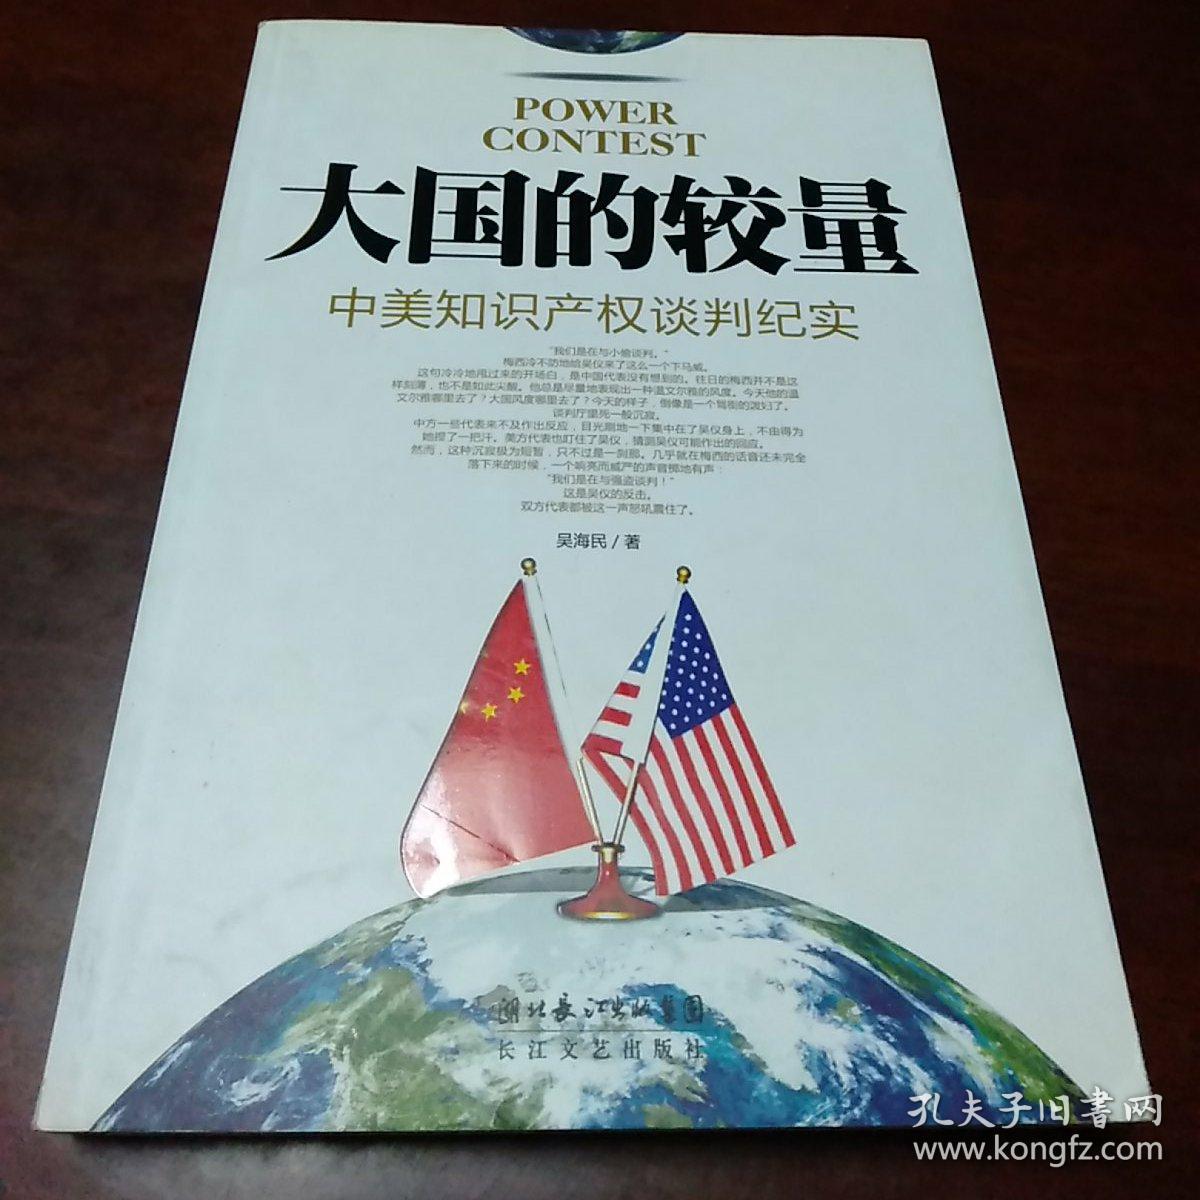 POWER
CONTEST
大国的较量
中美知识产权谈判纪实
“我们是在与小偷谈判。”
梅西冷不防地给吴仪来了这么一个下马威。
这句冷冷地甩过来的开场白，是中国代表没有想到的。往日的梅西并不是这
样刻薄，也不是如此尖酸。他总是尽量地表现出一种温文尔雅的风度。今天他的温
文尔雅哪里去了？大国风度哪里去了？今天的样子，倒像是一个骂街的泼妇了。
谈判厅里死一般沉寂。
中方一些代表来不及作出反应，目光刷地一下集中在了吴仪身上，不由得为
她捏了一把汗。美方代表也盯住了吴仪，猜测吴仪可能作出的回应。
然而，这种沉寂极为短暂，只不过是一刹那。几乎就在梅西的话音还未完全
落下来的时候，一个响亮而威严的声音掷地有声：
“我们是在与强盗谈判！”
这是吴仪的反击。
双方代表都被这一声怒吼震住了。
吴海民/著
湖北长江出版集团
长江文艺出版社
孔夫子旧書网
www.kongfz.com